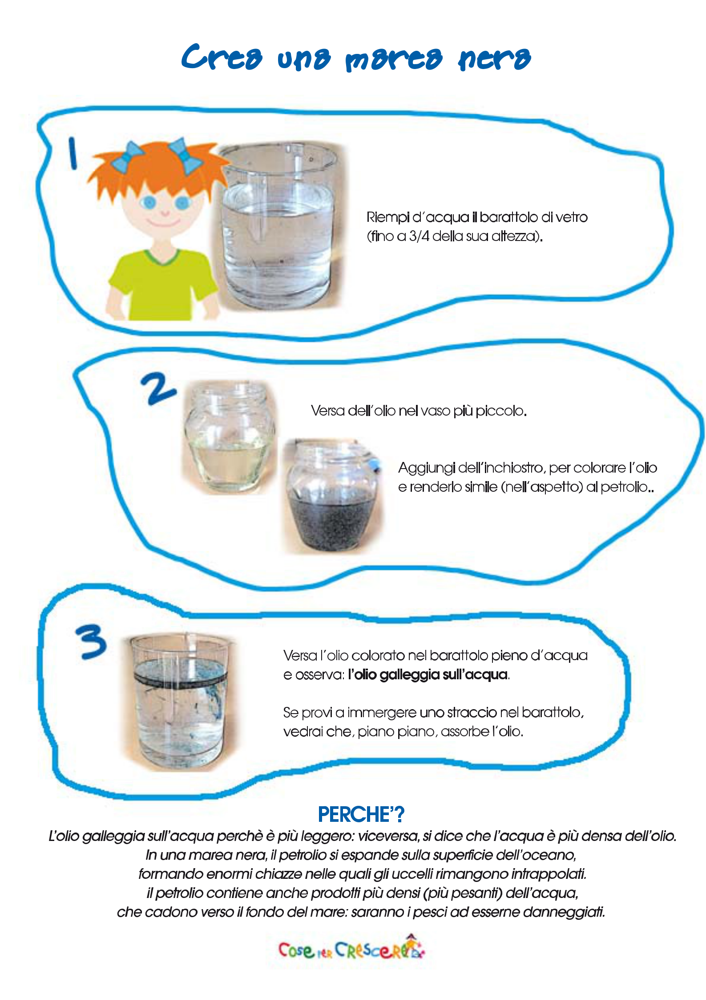 Crea una marea nera
1
Riempi d'acqua il barattolo di vetro
(fino a 3/4 della sua altezza).
2
Versa dell'olio nel vaso più piccolo.
Aggiungi dell'inchiostro, per colorare l'olio
e renderlo simile (nell'aspetto) al petrolio..
3
Versa l'olio colorato nel barattolo pieno d'acqua
e osserva: l'olio galleggia sull'acqua.
Se provi a immergere uno straccio nel barattolo,
vedrai che, piano piano, assorbe l'olio.
PERCHE'?
L'olio galleggia sull'acqua perchè è più leggero: viceversa, si dice che l'acqua è più densa dell'olio.
In una marea nera, il petrolio si espande sulla superficie dell'oceano,
formando enormi chiazze nelle quali gli uccelli rimangono intrappolati.
il petrolio contiene anche prodotti più densi (più pesanti) dell'acqua,
che cadono verso il fondo del mare: saranno i pesci ad esserne danneggiati.
COSE PER CRESCERE